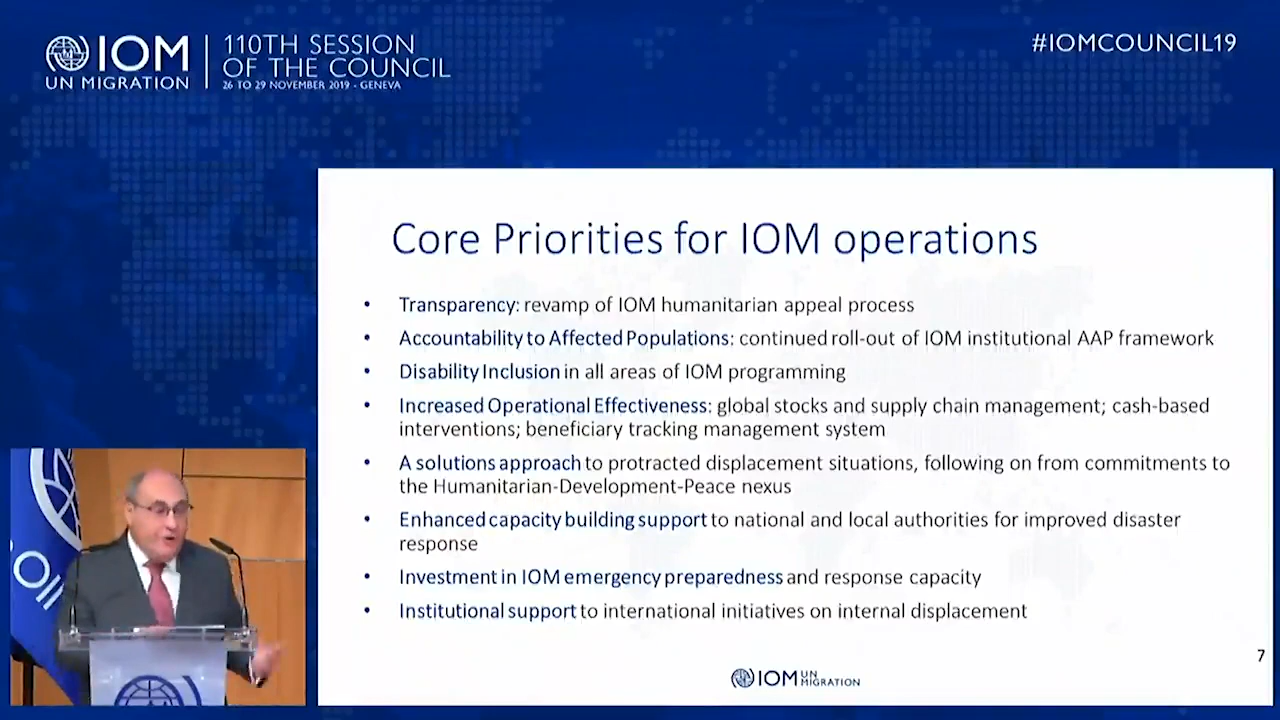 IOM
UN MIGRATION
110TH SESSION
OF THE COUNCIL
26 TO 29 NOVEMBER 2019 - GENEVA
#IOMCOUNCIL19
Core Priorities for IOM operations
• Transparency: revamp of IOM humanitarian appeal process
• Accountability to Affected Populations: continued roll-out of IOM institutional AAP framework
• Disability Inclusion in all areas of IOM programming
• Increased Operational Effectiveness: global stocks and supply chain management; cash-based
interventions; beneficiary tracking management system
• A solutions approach to protracted displacement situations, following on from commitments to
the Humanitarian-Development-Peace nexus
• Enhanced capacity building support to national and local authorities for improved disaster
response
• Investment in IOM emergency preparedness and response capacity
• Institutional support to international initiatives on internal displacement
7
IOM UN
MIGRATION